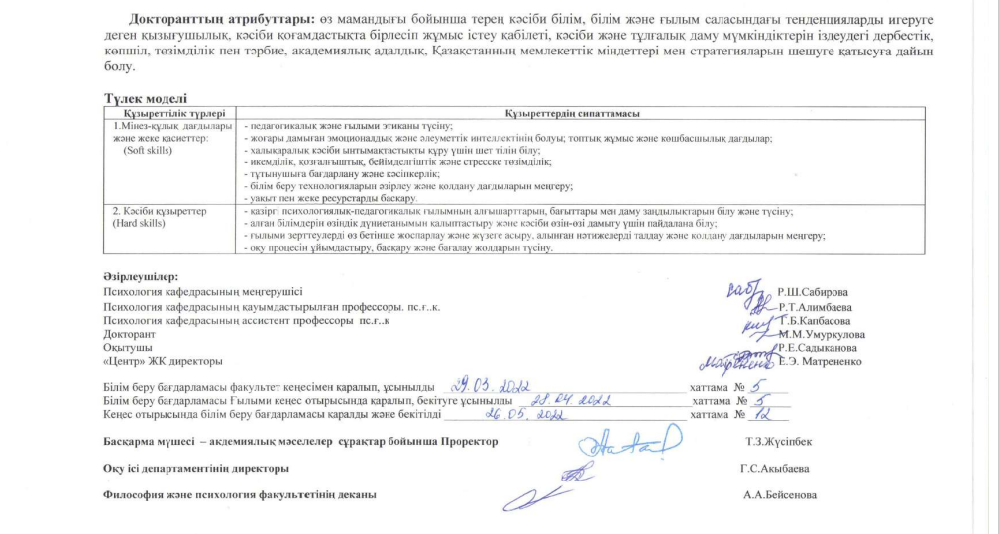 Докторанттың атрибуттары: өз мамандығы бойынша терең кәсіби білім, білім және ғылым саласындағы тенденцияларды игеруге
деген қызығушылық, кәсіби қоғамдастықта бірлесіп жұмыс істеу қабілеті, кәсіби және тұлғалық даму мүмкіндіктерін іздеудегі дербестік,
көпшіл, төзімділік пен тәрбие, академиялық адалдық, Қазақстанның мемлекеттік міндеттері мен стратегияларын шешуге қатысуға дайын
болу.
Түлек моделі
Құзыреттілік түрлері Құзыреттердің сипаттамасы
1.Мінез-құлық дағдылары
және жеке қасиеттер:
(Soft skills)
- педагогикалық және ғылыми этиканы түсіну;
- жоғары дамыған эмоционалдық және әлеуметтік интеллектінің болуы; топтық жұмыс және көшбасшылық дағдылар;
- халықаралық кәсіби ынтымақтастықты құру үшін шет тілін білу;
- икемділік, қозғалғыштық, бейімделгіштік және стресске төзімділік;
- тұтынушыға бағдарлану және кәсіпкерлік;
- білім беру технологияларын әзірлеу және қолдану дағдыларын меңгеру;
- уақыт пен жеке ресурстарды басқару.
2. Кәсіби құзыреттер
(Hard skills)
- қазіргі психологиялық-педагогикалық ғылымның алғышарттарын, бағыттары мен даму заңдылықтарын білу және түсіну;
- алған білімдерін өзіндік дүниетанымын қалыптастыру және кәсіби өзін-өзі дамыту үшін пайдалана білу;
- ғылыми зерттеулерді өз бетінше жоспарлау және жүзеге асыру, алынған нәтижелерді талдау және қолдану дағдыларын меңгеру;
- оқу процесін ұйымдастыру, басқару және бағалау жолдарын түсіну.
Әзірлеушілер:
Психология кафедрасының меңгерушісі Р.Ш.Сабирова
Психология кафедрасының қауымдастырылған профессоры. пс.ғ..к. Р.Т.Алимбаева
Психология кафедрасының ассистент профессоры пс.ғ..к Г.Б.Капбасова
Докторант М.М.Умуркулова
Оқытушы Р.Е.Садыканова
«Центр» ЖК директоры Е.Э. Матрененко
Білім беру бағдарламасы факультет кеңесімен қаралып, ұсынылды 29.03.2022 хаттама № 5
Білім беру бағдарламасы Ғылыми кеңес отырысында қаралып, бекітуге ұсынылды 28.04.2022 хаттама № 5
Кеңес отырысында білім беру бағдарламасы қаралды және бекітілді 26.05.2022 хаттама № 12
Басқарма мүшесі – акдемиялық мәселелер сұрақтар бойынша Проректор Т.З.Жүсіпбек
Оқу ісі департаментінің директоры Г.С.Акыбаева
Философия және психология факультетінің деканы А.А.Бейсенова